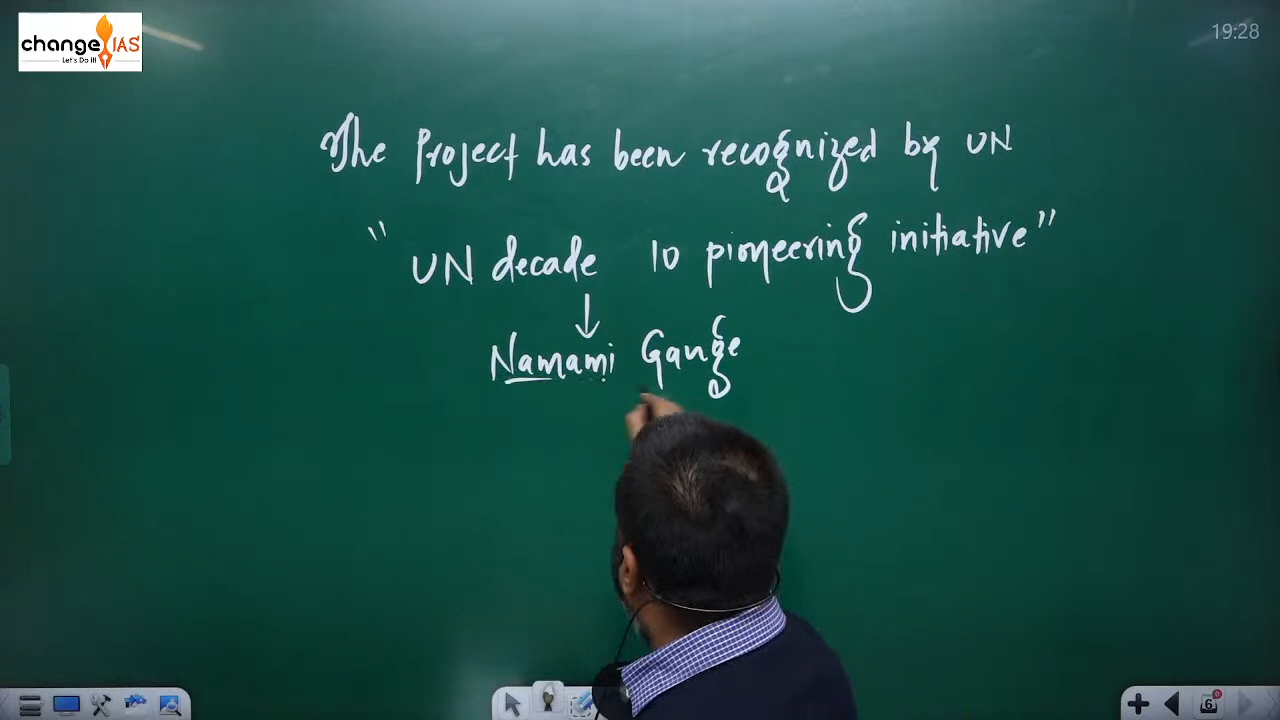 change IAS
Let's Do It!
19:28
The Project has been recognized by UN
"UN decade 10 pioneering initiative"
Namami Gange
6